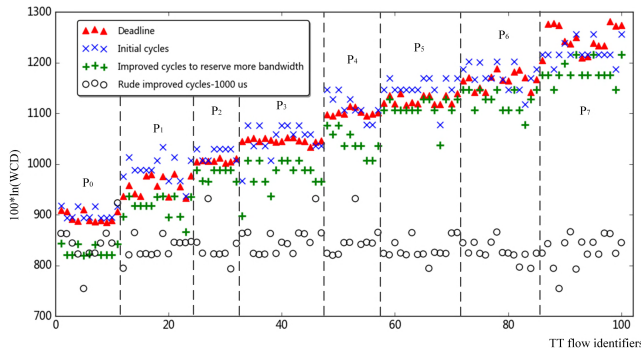 1300
1200
1100
1000
900
800
700
100*ln(WCD)
Deadline
Initial cycles
Improved cycles to reserve more bandwidth
Rude improved cycles-1000 us
P0
P1
P2
P3
P4
P5
P6
P7
0 20 40 60 80 100
TT flow identifiers